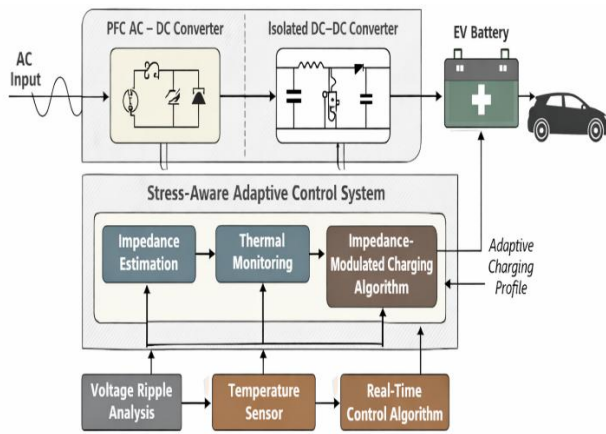 PFC AC – DC Converter
Isolated DC–DC Converter
EV Battery
AC
Input
Stress-Aware Adaptive Control System
Impedance
Estimation
Thermal
Monitoring
Impedance-
Modulated Charging
Algorithm
Adaptive
Charging
Profile
Voltage Ripple
Analysis
Temperature
Sensor
Real-Time
Control Algorithm